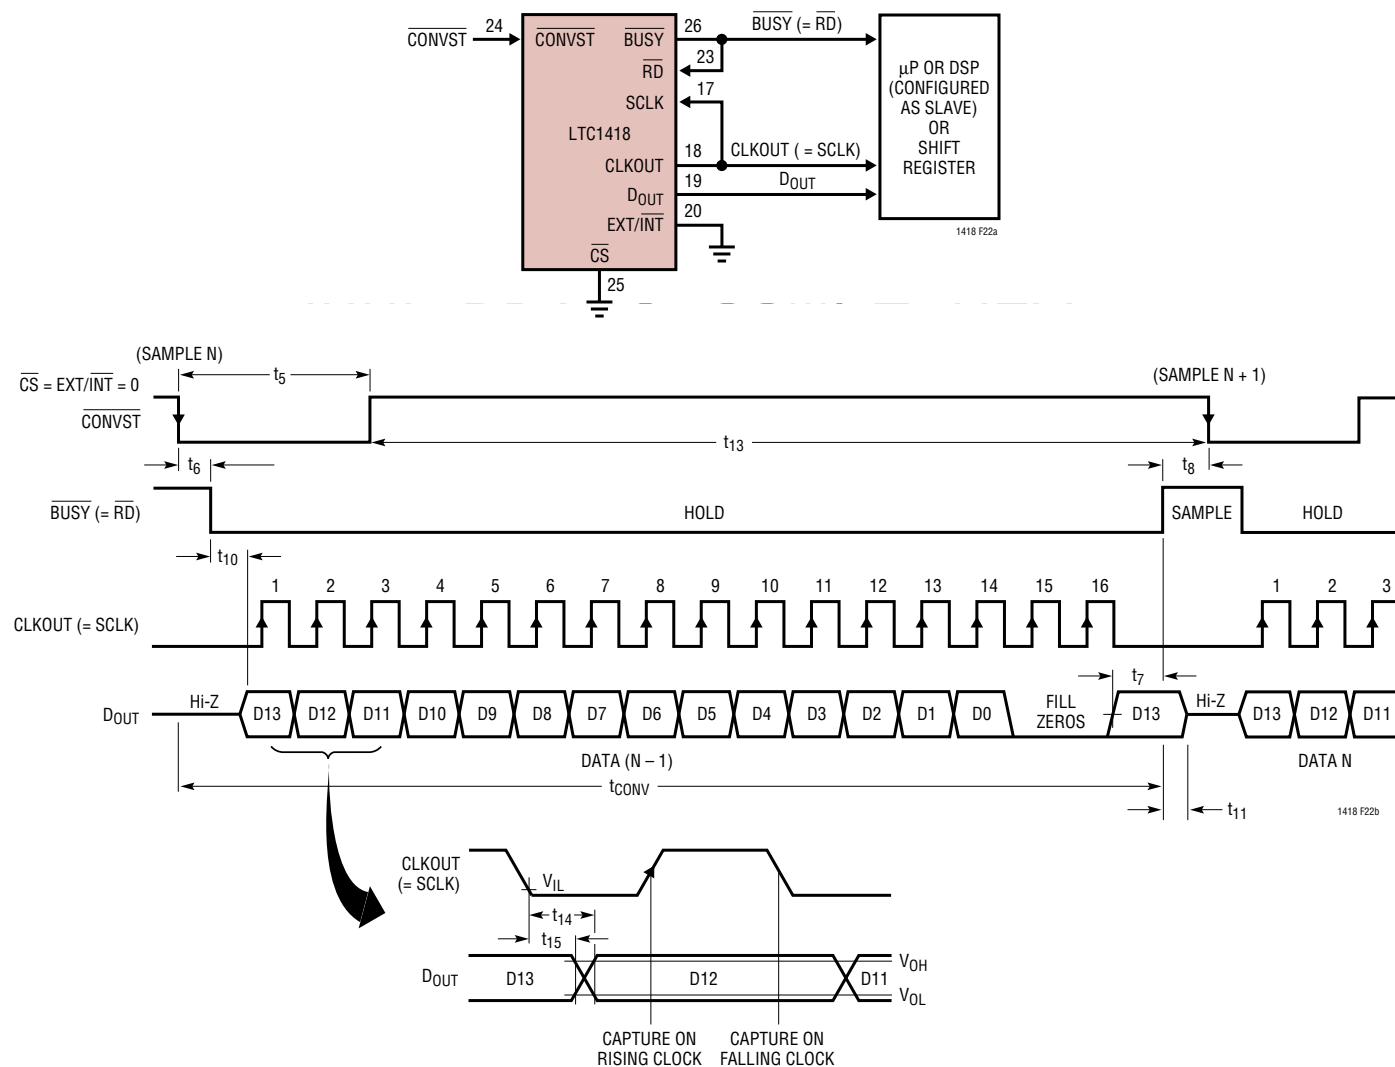 CONVST 24 CONVST BUSY 26 BUSY (= RD)
RD 23
SCLK 17
LTC1418
CLKOUT 18 CLKOUT ( = SCLK)
DOUT 19 DOUT
EXT/INT 20
CS
25
µP OR DSP
(CONFIGURED
AS SLAVE)
OR
SHIFT
REGISTER
1418 F22a
(SAMPLE N) (SAMPLE N + 1)
CS = EXT/INT = 0 t5
CONVST
t13
t6 t8
BUSY (= RD) HOLD SAMPLE HOLD
t10
1 2 3 4 5 6 7 8 9 10 11 12 13 14 15 16 1 2 3
CLKOUT (= SCLK)
t7
DOUT Hi-Z D13 D12 D11 D10 D9 D8 D7 D6 D5 D4 D3 D2 D1 D0 FILL ZEROS D13 Hi-Z D13 D12 D11
DATA (N – 1) DATA N
tCONV
t11
1418 F22b
CLKOUT
(= SCLK)
VIL
t14
t15
DOUT D13 D12 D11
VOH
VOL
CAPTURE ON
RISING CLOCK
CAPTURE ON
FALLING CLOCK